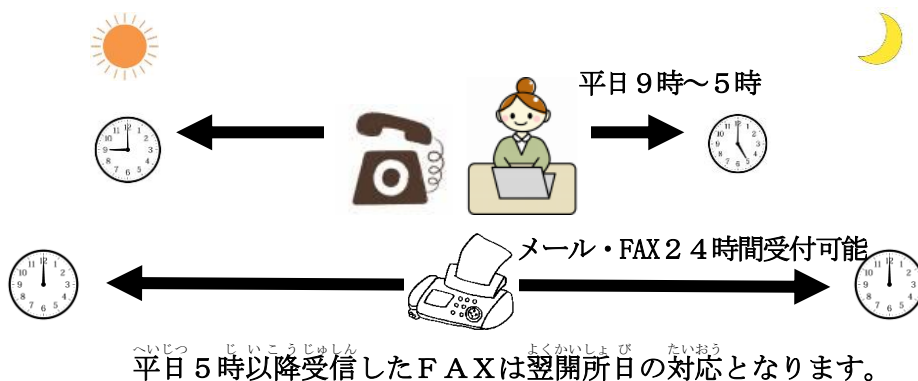 平日９時～５時
メール・FAX２４時間受付可能
へいじつ じいこうじゅしん よくかいしょび たいおう
平日５時以降受信したＦＡＸは翌開所日の対応となります。